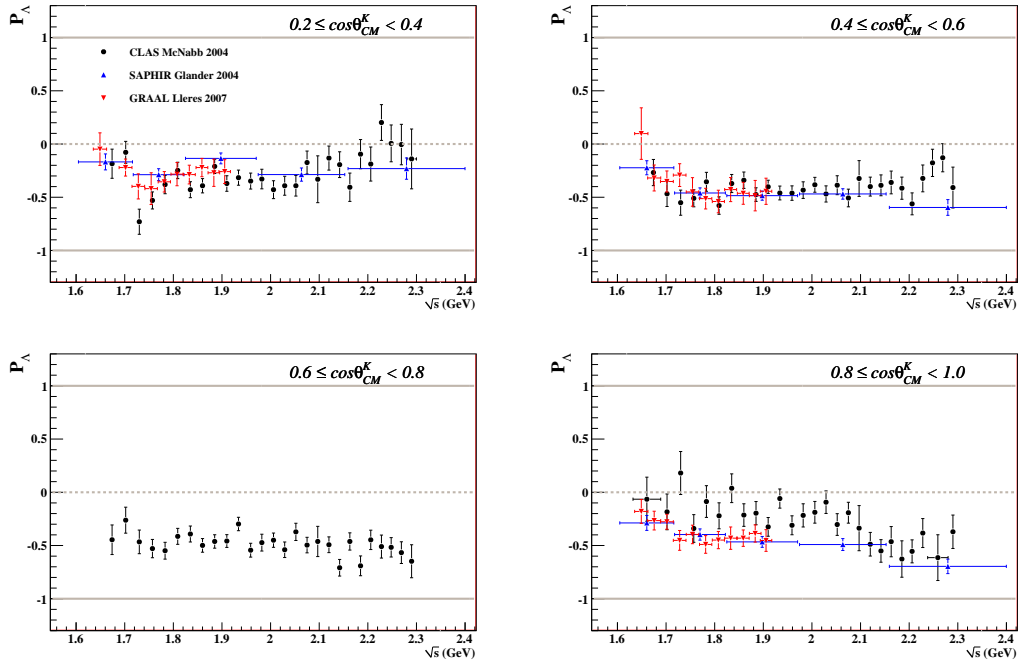 P_Λ
0.2 ≤ cosθ^K_CM < 0.4
1
CLAS McNabb 2004
SAPHIR Glander 2004
GRAAL Lleres 2007
0.5
0
-0.5
-1
1.6 1.7 1.8 1.9 2 2.1 2.2 2.3 2.4
√s (GeV)
P_Λ
0.4 ≤ cosθ^K_CM < 0.6
1
0.5
0
-0.5
-1
1.6 1.7 1.8 1.9 2 2.1 2.2 2.3 2.4
√s (GeV)
P_Λ
0.6 ≤ cosθ^K_CM < 0.8
1
0.5
0
-0.5
-1
1.6 1.7 1.8 1.9 2 2.1 2.2 2.3 2.4
√s (GeV)
P_Λ
0.8 ≤ cosθ^K_CM < 1.0
1
0.5
0
-0.5
-1
1.6 1.7 1.8 1.9 2 2.1 2.2 2.3 2.4
√s (GeV)